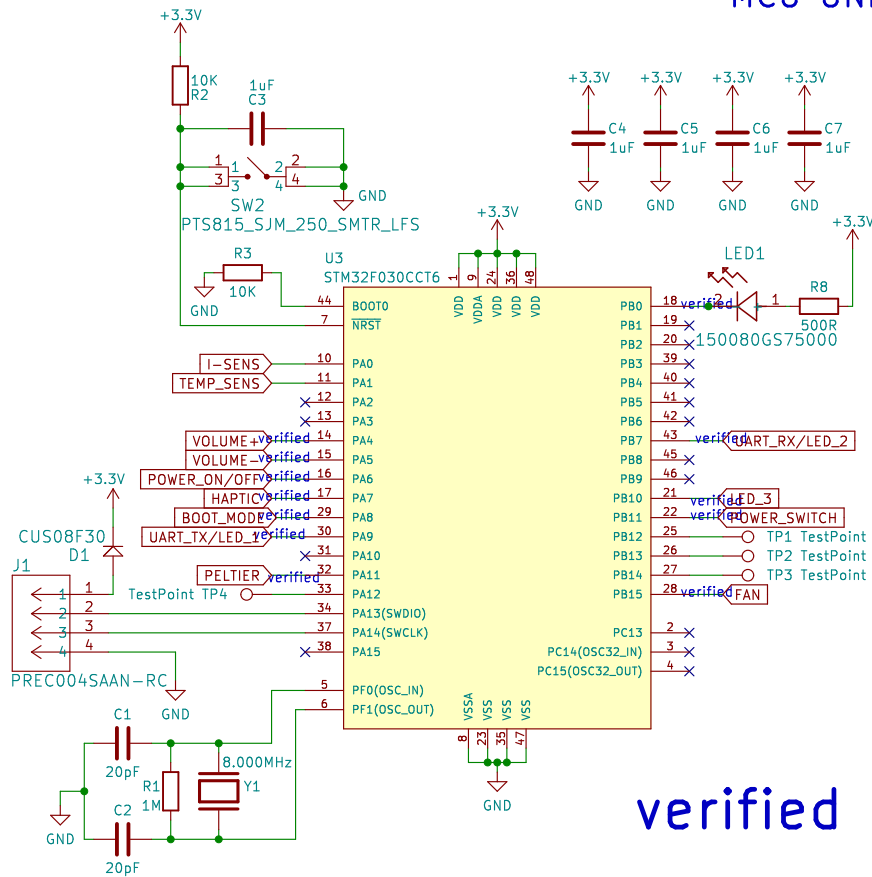 MCU UN
+3.3V
10K
R2
1uF
C3
1
3
1
3
2
4
2
4
GND
SW2
PTS815_SJM_250_SMTR_LFS
+3.3V
C4
1uF
GND
+3.3V
C5
1uF
GND
+3.3V
C6
1uF
GND
+3.3V
C7
1uF
GND
+3.3V
R3
10K
GND
U3
STM32F030CCT6
1 9 24 36 48
VDD VDDA VDD VDD VDD
+3.3V
LED1
2
1
R8
500R
150080GS75000
44 BOOT0
7 NRST
I-SENS 10 PA0
TEMP_SENS 11 PA1
12 PA2
13 PA3
VOLUME+ verified 14 PA4
VOLUME- verified 15 PA5
POWER_ON/OFF verified 16 PA6
HAPTIC verified 17 PA7
BOOT_MODE verified 29 PA8
UART_TX/LED_1 verified 30 PA9
31 PA10
PELTIER verified 32 PA11
TestPoint TP4 33 PA12
34 PA13(SWDIO)
37 PA14(SWCLK)
38 PA15
5 PF0(OSC_IN)
6 PF1(OSC_OUT)
PB0 18 verified
PB1 19
PB2 20
PB3 39
PB4 40
PB5 41
PB6 42
PB7 43 verified UART_RX/LED_2
PB8 45
PB9 46
PB10 21 verified LED_3
PB11 22 verified POWER_SWITCH
PB12 25 TP1 TestPoint
PB13 26 TP2 TestPoint
PB14 27 TP3 TestPoint
PB15 28 verified FAN
PC13 2
PC14(OSC32_IN) 3
PC15(OSC32_OUT) 4
VSSA VSS VSS VSS
8 23 35 47
GND
+3.3V
CUS08F30
D1
J1
1 1
2 2
3 3
4 4
PREC004SAAN-RC
GND
C1
20pF
R1
1M
8.000MHz
Y1
C2
20pF
GND
verified